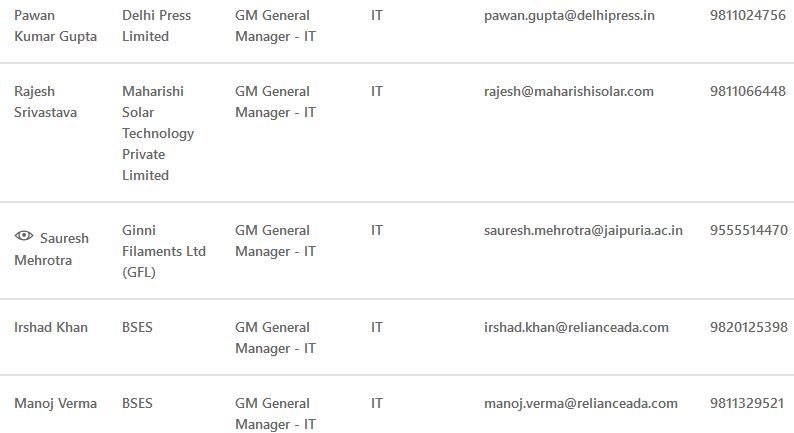 Pawan Delhi Press GM General IT pawan.gupta@delhipress.in 9811024756
Kumar Gupta Limited Manager - IT
Rajesh Maharishi GM General IT rajesh@maharishisolar.com 9811066448
Srivastava Solar Manager - IT
Technology
Private
Limited
Sauresh Ginni GM General IT sauresh.mehrotra@jaipuria.ac.in 9555514470
Mehrotra Filaments Ltd Manager - IT
(GFL)
Irshad Khan BSES GM General IT irshad.khan@relianceada.com 9820125398
Manager - IT
Manoj Verma BSES GM General IT manoj.verma@relianceada.com 9811329521
Manager - IT